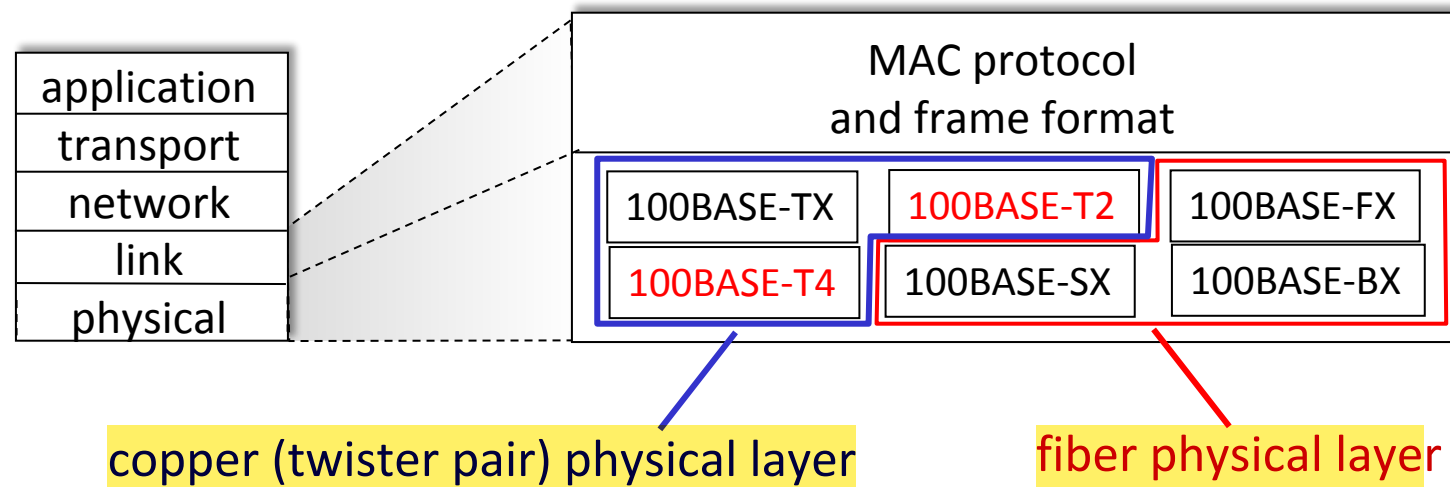 application
transport
network
link
physical
MAC protocol
and frame format
100BASE-TX
100BASE-T2
100BASE-FX
100BASE-T4
100BASE-SX
100BASE-BX
copper (twister pair) physical layer
fiber physical layer